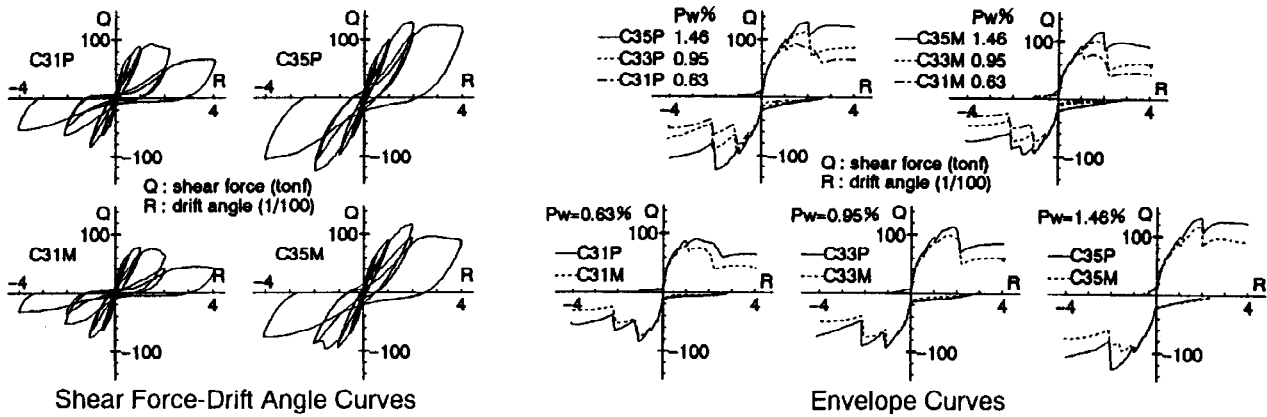 Q
100
C31P
-4
R
4
-100
Q
100
C35P
-4
R
4
-100
Q : shear force (tonf)
R : drift angle (1/100)
Q
100
C31M
-4
R
4
-100
Q
100
C35M
-4
R
4
-100
Shear Force-Drift Angle Curves
Pw%
C35P 1.46
C33P 0.95
C31P 0.63
Q
100
-4
R
4
-100
Pw%
C35M 1.46
C33M 0.95
C31M 0.63
Q
100
-4
R
4
-100
Q : shear force (tonf)
R : drift angle (1/100)
Pw=0.63%
Q
100
C31P
C31M
-4
R
4
-100
Pw=0.95%
Q
100
C33P
C33M
-4
R
4
-100
Pw=1.46%
Q
100
C35P
C35M
-4
R
4
-100
Envelope Curves